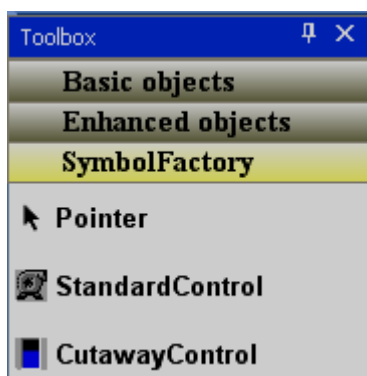 Toolbox
Basic objects
Enhanced objects
SymbolFactory
Pointer
StandardControl
CutawayControl